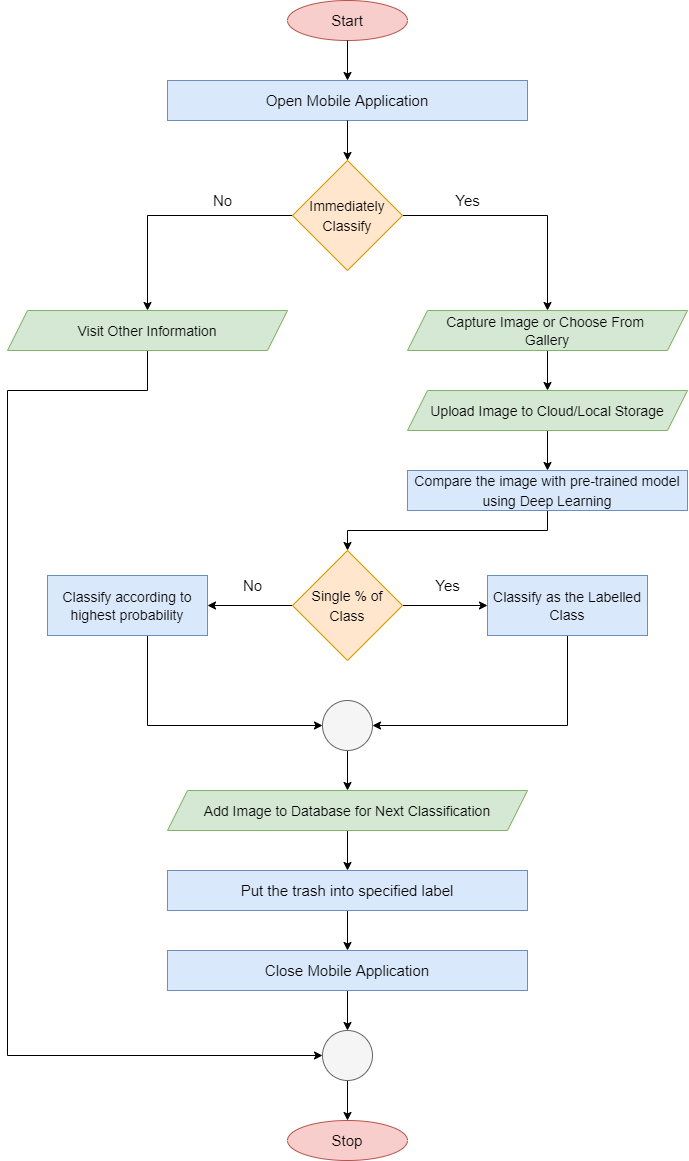 Start
Open Mobile Application
Immediately
Classify
No
Yes
Visit Other Information
Capture Image or Choose From
Gallery
Upload Image to Cloud/Local Storage
Compare the image with pre-trained model
using Deep Learning
Single % of
Class
No
Yes
Classify according to
highest probability
Classify as the Labelled
Class
Add Image to Database for Next Classification
Put the trash into specified label
Close Mobile Application
Stop